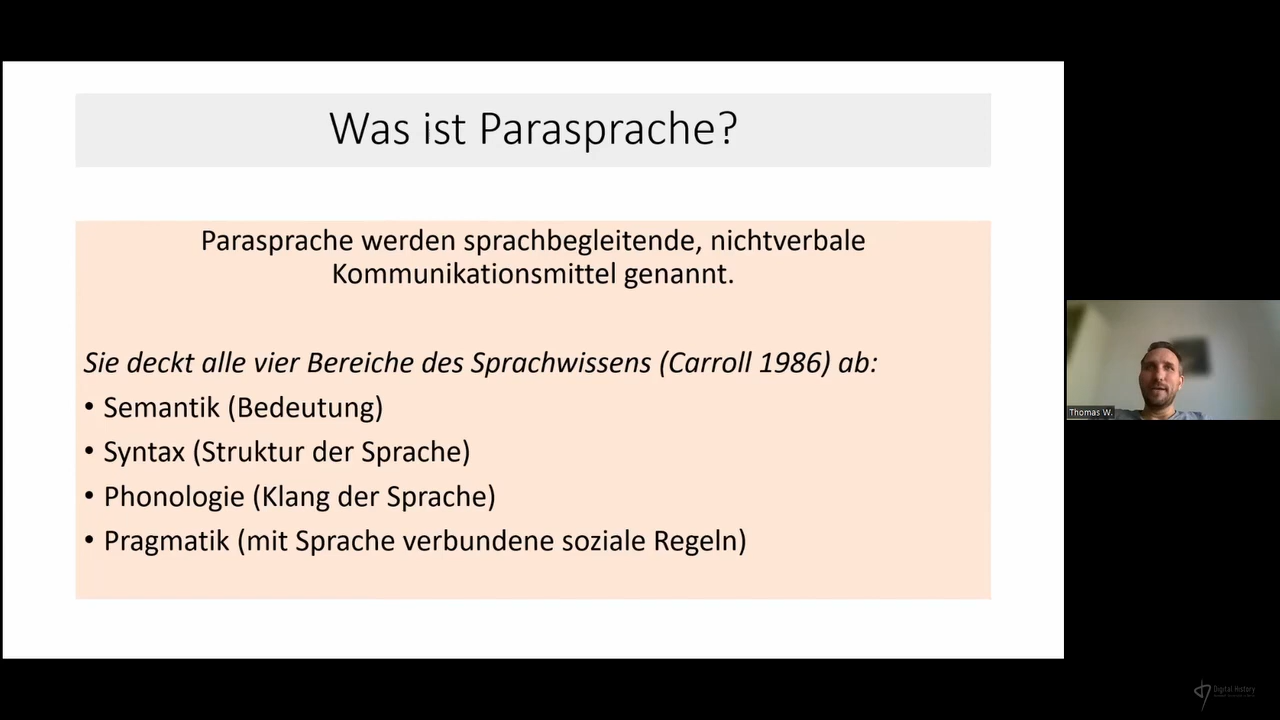 Was ist Parasprache?
Parasprache werden sprachbegleitende, nichtverbale
Kommunikationsmittel genannt.
Sie deckt alle vier Bereiche des Sprachwissens (Carroll 1986) ab:
• Semantik (Bedeutung)
• Syntax (Struktur der Sprache)
• Phonologie (Klang der Sprache)
• Pragmatik (mit Sprache verbundene soziale Regeln)
Thomas W.
Digital History